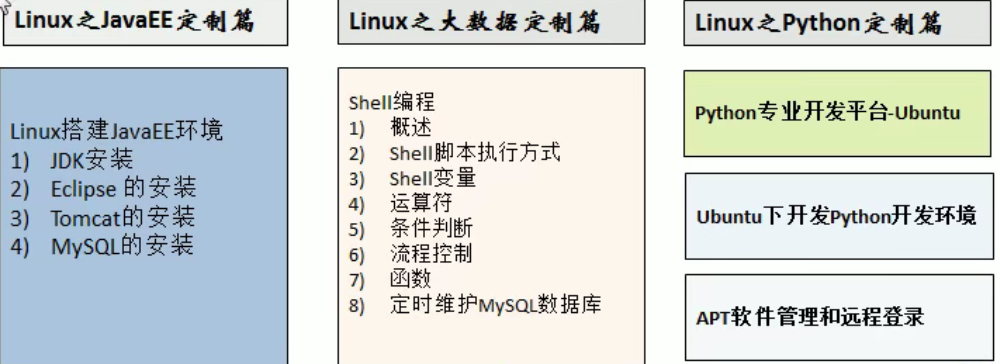 Linux之JavaEE定制篇
Linux搭建JavaEE环境
1) JDK安装
2) Eclipse 的安装
3) Tomcat的安装
4) MySQL的安装
Linux之大数据定制篇
Shell编程
1) 概述
2) Shell脚本执行方式
3) Shell变量
4) 运算符
5) 条件判断
6) 流程控制
7) 函数
8) 定时维护MySQL数据库
Linux之Python定制篇
Python专业开发平台-Ubuntu
Ubuntu下开发Python开发环境
APT软件管理和远程登录